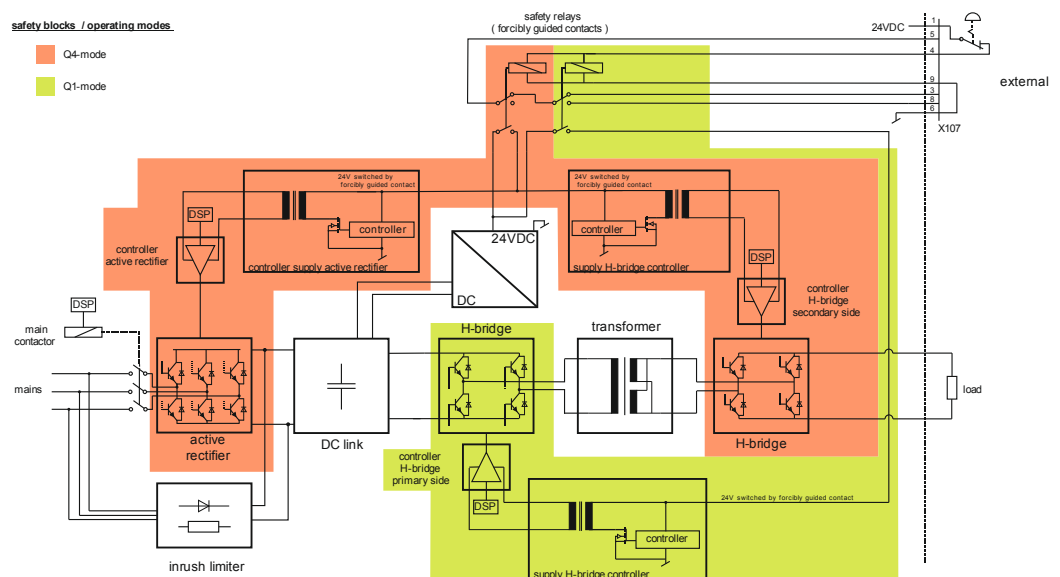 safety blocks / operating modes
Q4-mode
Q1-mode
safety relays
( forcibly guided contacts )
24VDC
1
5
4
9
3
8
6
X107
external
24V switched by
forcibly guided contact
DSP
controller
controller
active rectifier
controller supply active rectifier
24VDC
DC
24V switched by
forcibly guided contact
controller
supply H-bridge controller
DSP
controller
H-bridge
secondary side
DSP
main
contactor
mains
active
rectifier
DC link
H-bridge
transformer
H-bridge
load
controller
H-bridge
primary side
DSP
24V switched by forcibly guided contact
controller
supply H-bridge controller
inrush limiter